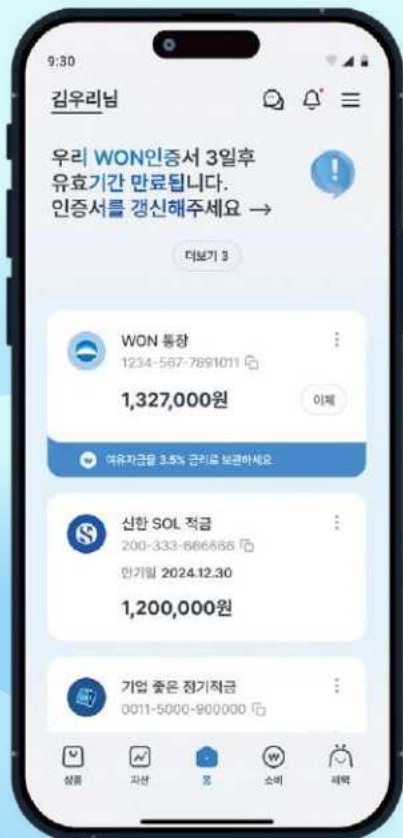 9:30
김우리님
우리 WON인증서 3일후
유효기간 만료됩니다.
인증서를 갱신해주세요 →
더보기 3
WON 통장
1234-567-7891011
1,327,000원
이체
여유자금을 3.5% 금리로 보관하세요
신한 SOL 적금
200-333-666666
만기일 2024.12.30
1,200,000원
기업 좋은 정기적금
0011-5000-900000
상품 자산 홈 소비 혜택